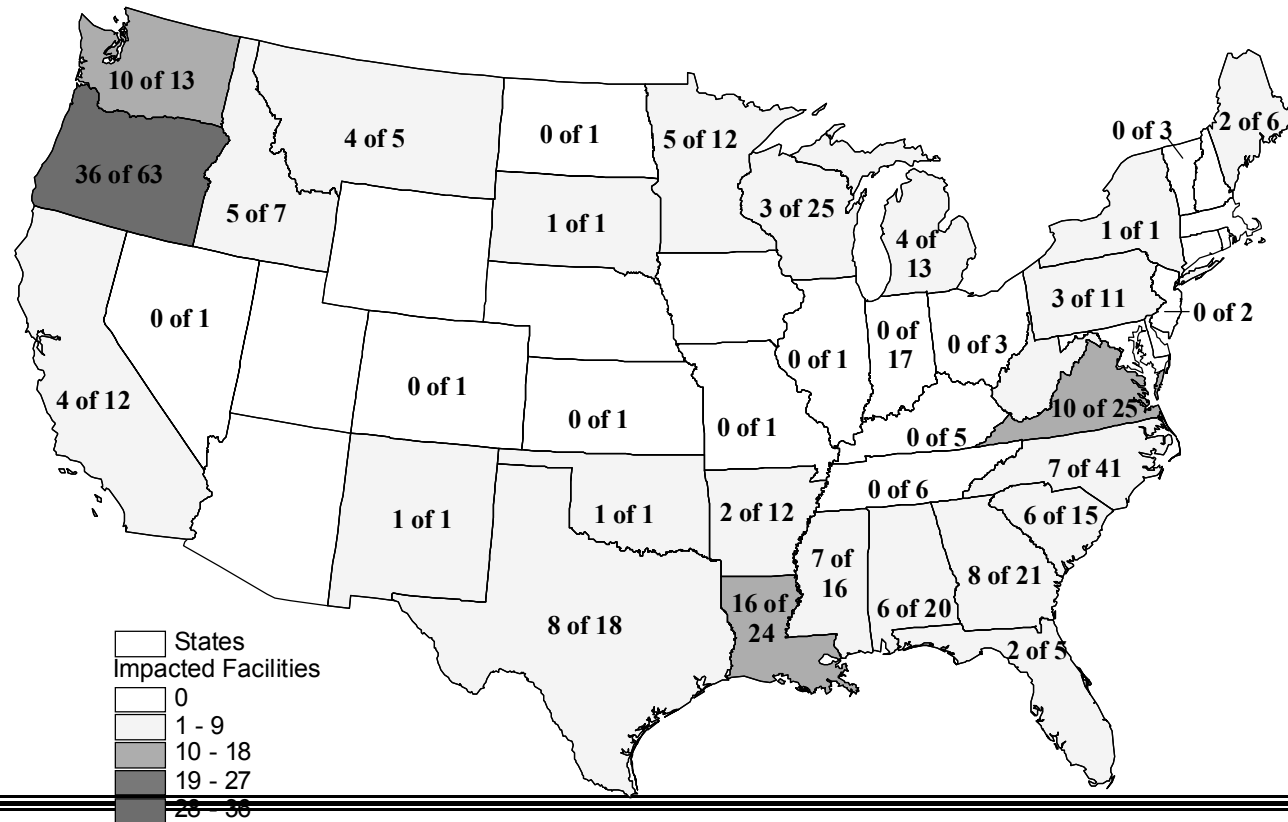 10 of 13
4 of 5
0 of 1
5 of 12
0 of 3
2 of 6
36 of 63
5 of 7
1 of 1
3 of 25
4 of
13
1 of 1
3 of 11
0 of 2
0 of 1
0 of 1
0 of 1
0 of
17
0 of 3
4 of 12
0 of 1
0 of 1
0 of 5
10 of 25
7 of 41
0 of 6
1 of 1
1 of 1
2 of 12
6 of 15
7 of
16
8 of 21
6 of 20
16 of
24
8 of 18
2 of 5
States
Impacted Facilities
0
1 - 9
10 - 18
19 - 27
28 - 36